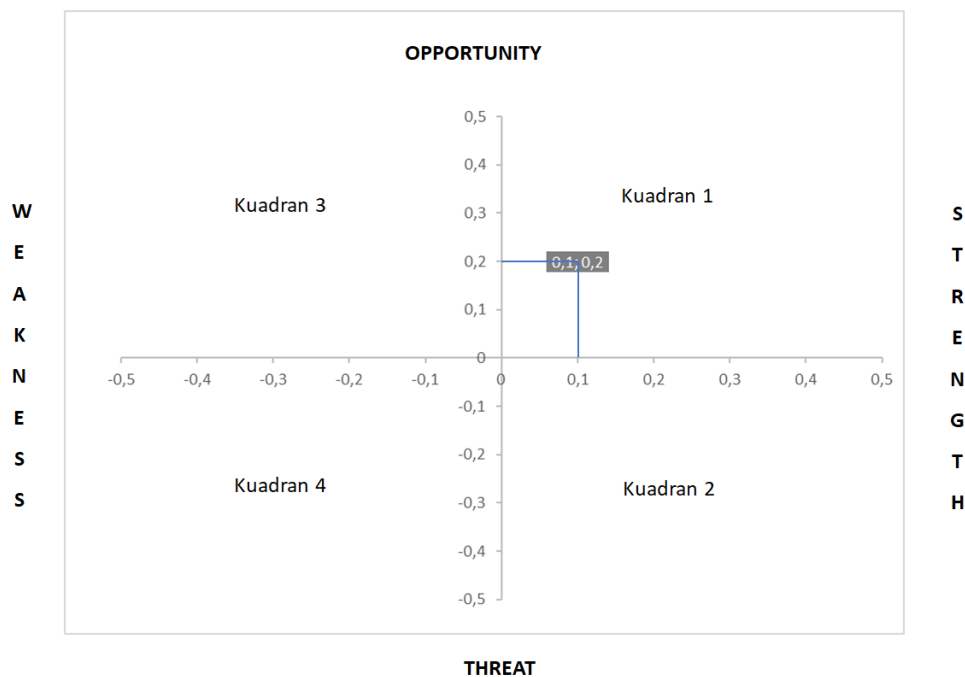 OPPORTUNITY
0,5
0,4
Kuadran 3
Kuadran 1
0,3
0,2
0,1; 0,2
0,1
0
-0,5 -0,4 -0,3 -0,2 -0,1 0 0,1 0,2 0,3 0,4 0,5
-0,1
-0,2
Kuadran 4
Kuadran 2
-0,3
-0,4
-0,5
W
E
A
K
N
E
S
S
S
T
R
E
N
G
T
H
THREAT